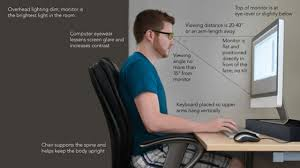 Overhead lighting dim, monitor is
the brightest light in the room
Computer eyewear
lessens screen glare and
increases contrast
Viewing distance is 20-40"
or an arm-length away
Top of monitor is at
eye-level or slightly below
Monitor is
flat and
positioned
directly in
front of the
user, no tilt
Viewing
angle no
more than
15° from
monitor
Keyboard placed so upper
arms hang vertically
Chair supports the spine and
helps keep the body upright